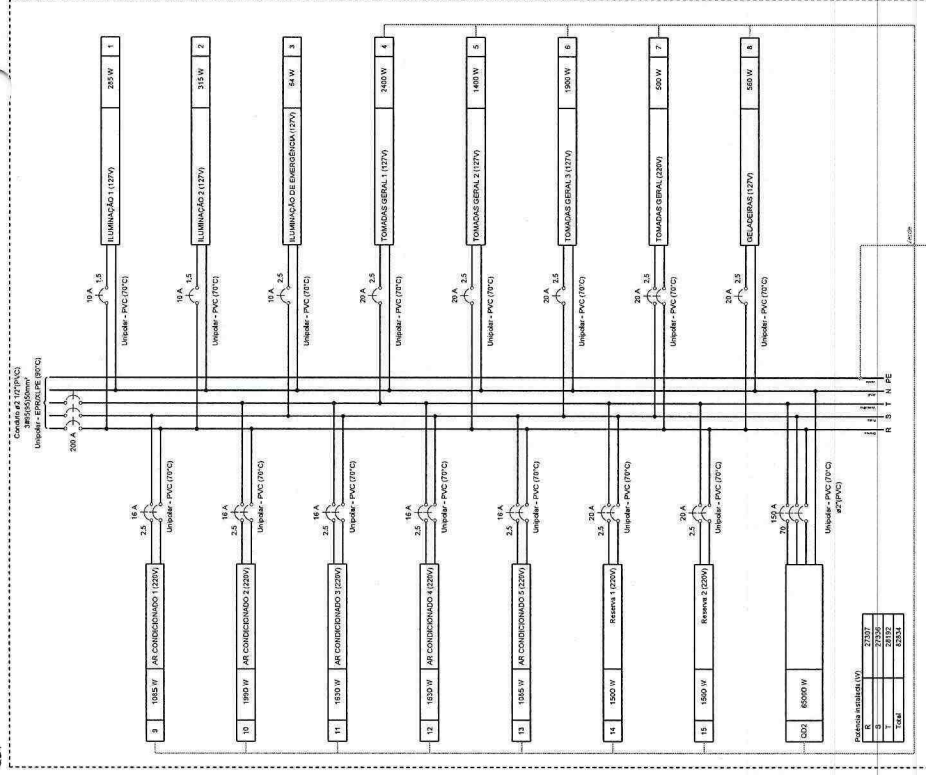 Conduto ø2 1/2"(PVC)
3#95(95)50mm²
Unipolar - EPR/XLPE (90°C)
200 A
1
285 W
ILUMINAÇÃO 1 (127V)
10 A
1,5
Unipolar - PVC (70°C)
2
315 W
ILUMINAÇÃO 2 (127V)
10 A
1,5
Unipolar - PVC (70°C)
3
64 W
ILUMINAÇÃO DE EMERGÊNCIA (127V)
10 A
2,5
Unipolar - PVC (70°C)
4
2400 W
TOMADAS GERAL 1 (127V)
20 A
2,5
Unipolar - PVC (70°C)
5
1400 W
TOMADAS GERAL 2 (127V)
20 A
2,5
Unipolar - PVC (70°C)
6
1900 W
TOMADAS GERAL 3 (127V)
20 A
2,5
Unipolar - PVC (70°C)
7
500 W
TOMADAS GERAL (220V)
20 A
2,5
Unipolar - PVC (70°C)
8
560 W
GELADEIRAS (127V)
20 A
2,5
Unipolar - PVC (70°C)
PE
N
T
S
R
9
1085 W
AR CONDICIONADO 1 (220V)
16 A
2,5
Unipolar - PVC (70°C)
10
1990 W
AR CONDICIONADO 2 (220V)
16 A
2,5
Unipolar - PVC (70°C)
11
1630 W
AR CONDICIONADO 3 (220V)
16 A
2,5
Unipolar - PVC (70°C)
12
1630 W
AR CONDICIONADO 4 (220V)
16 A
2,5
Unipolar - PVC (70°C)
13
1085 W
AR CONDICIONADO 5 (220V)
16 A
2,5
Unipolar - PVC (70°C)
14
1500 W
Reserva 1 (220V)
20 A
2,5
Unipolar - PVC (70°C)
15
1500 W
Reserva 2 (220V)
20 A
2,5
Unipolar - PVC (70°C)
QD2
65000 W
150 A
70
Unipolar - PVC (70°C)
ø2"(PVC)
Potência instalada (W)
R 27307
S 27336
T 28192
Total 82834